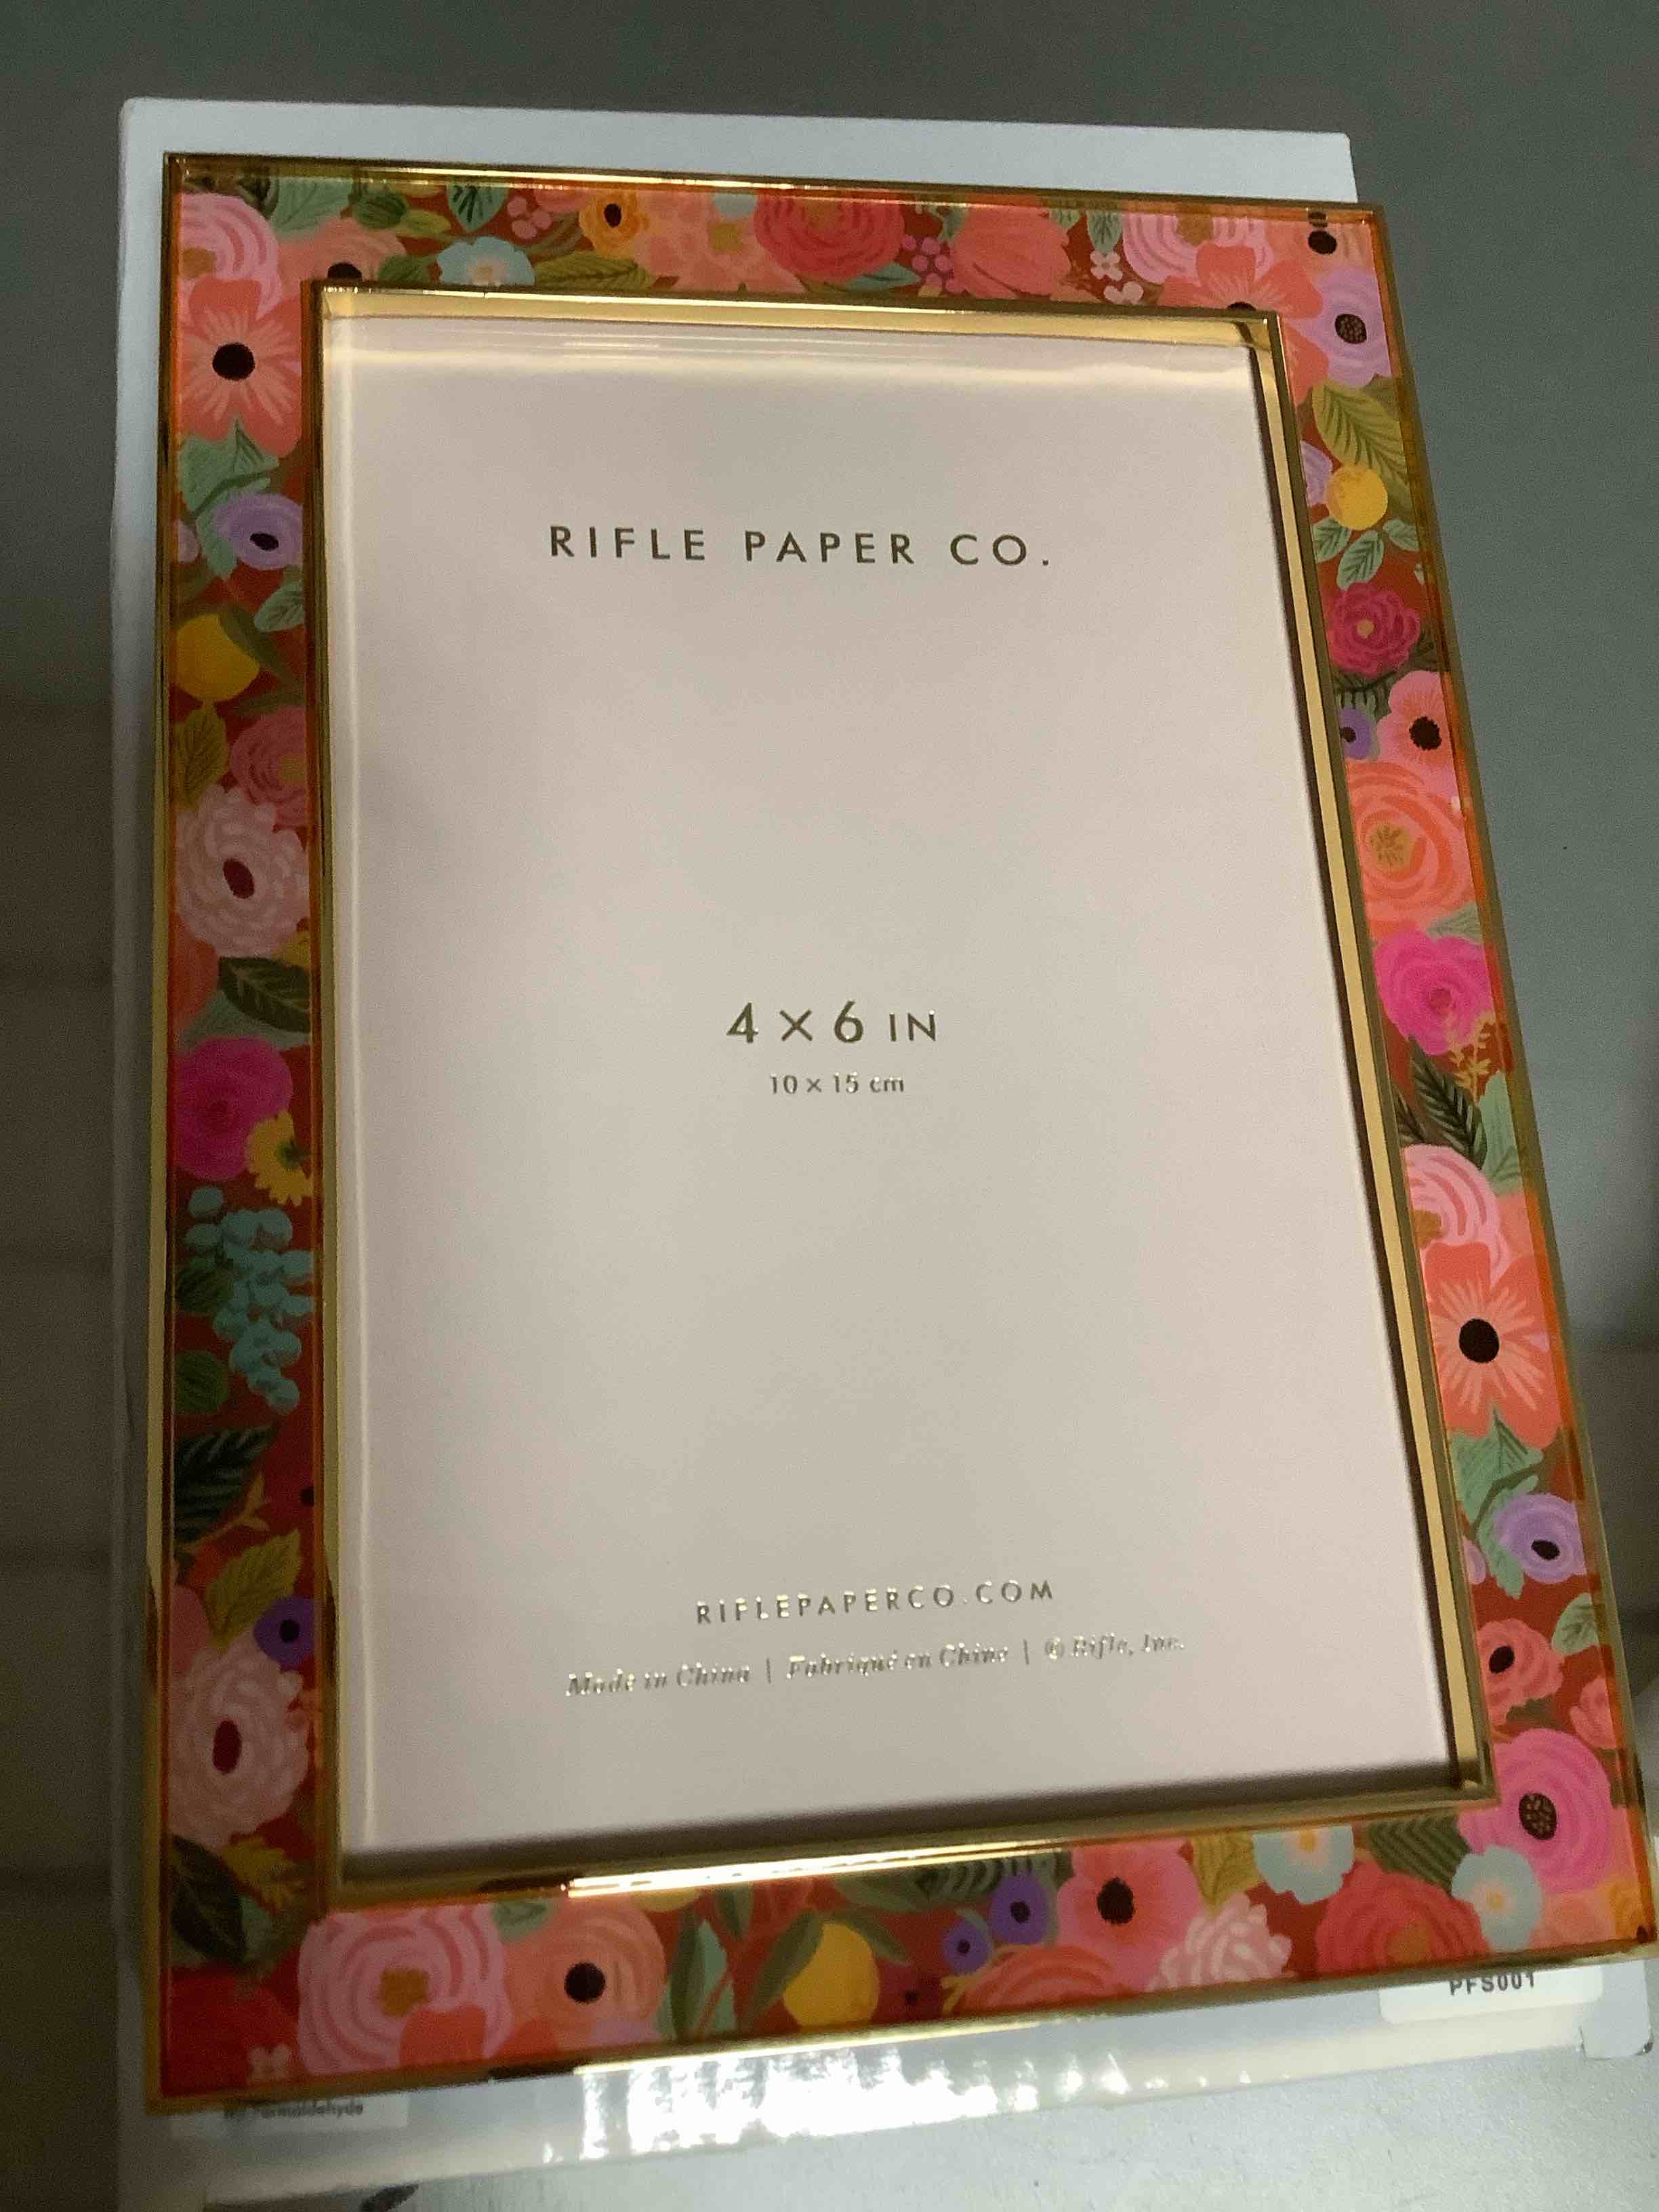 RIFLE PAPER CO.
4 × 6 IN
10 × 15 cm
RIFLEPAPERCO.COM
Made in China | Fabriqué en Chine | © Rifle, Inc.
PFS001
Formaldehyde